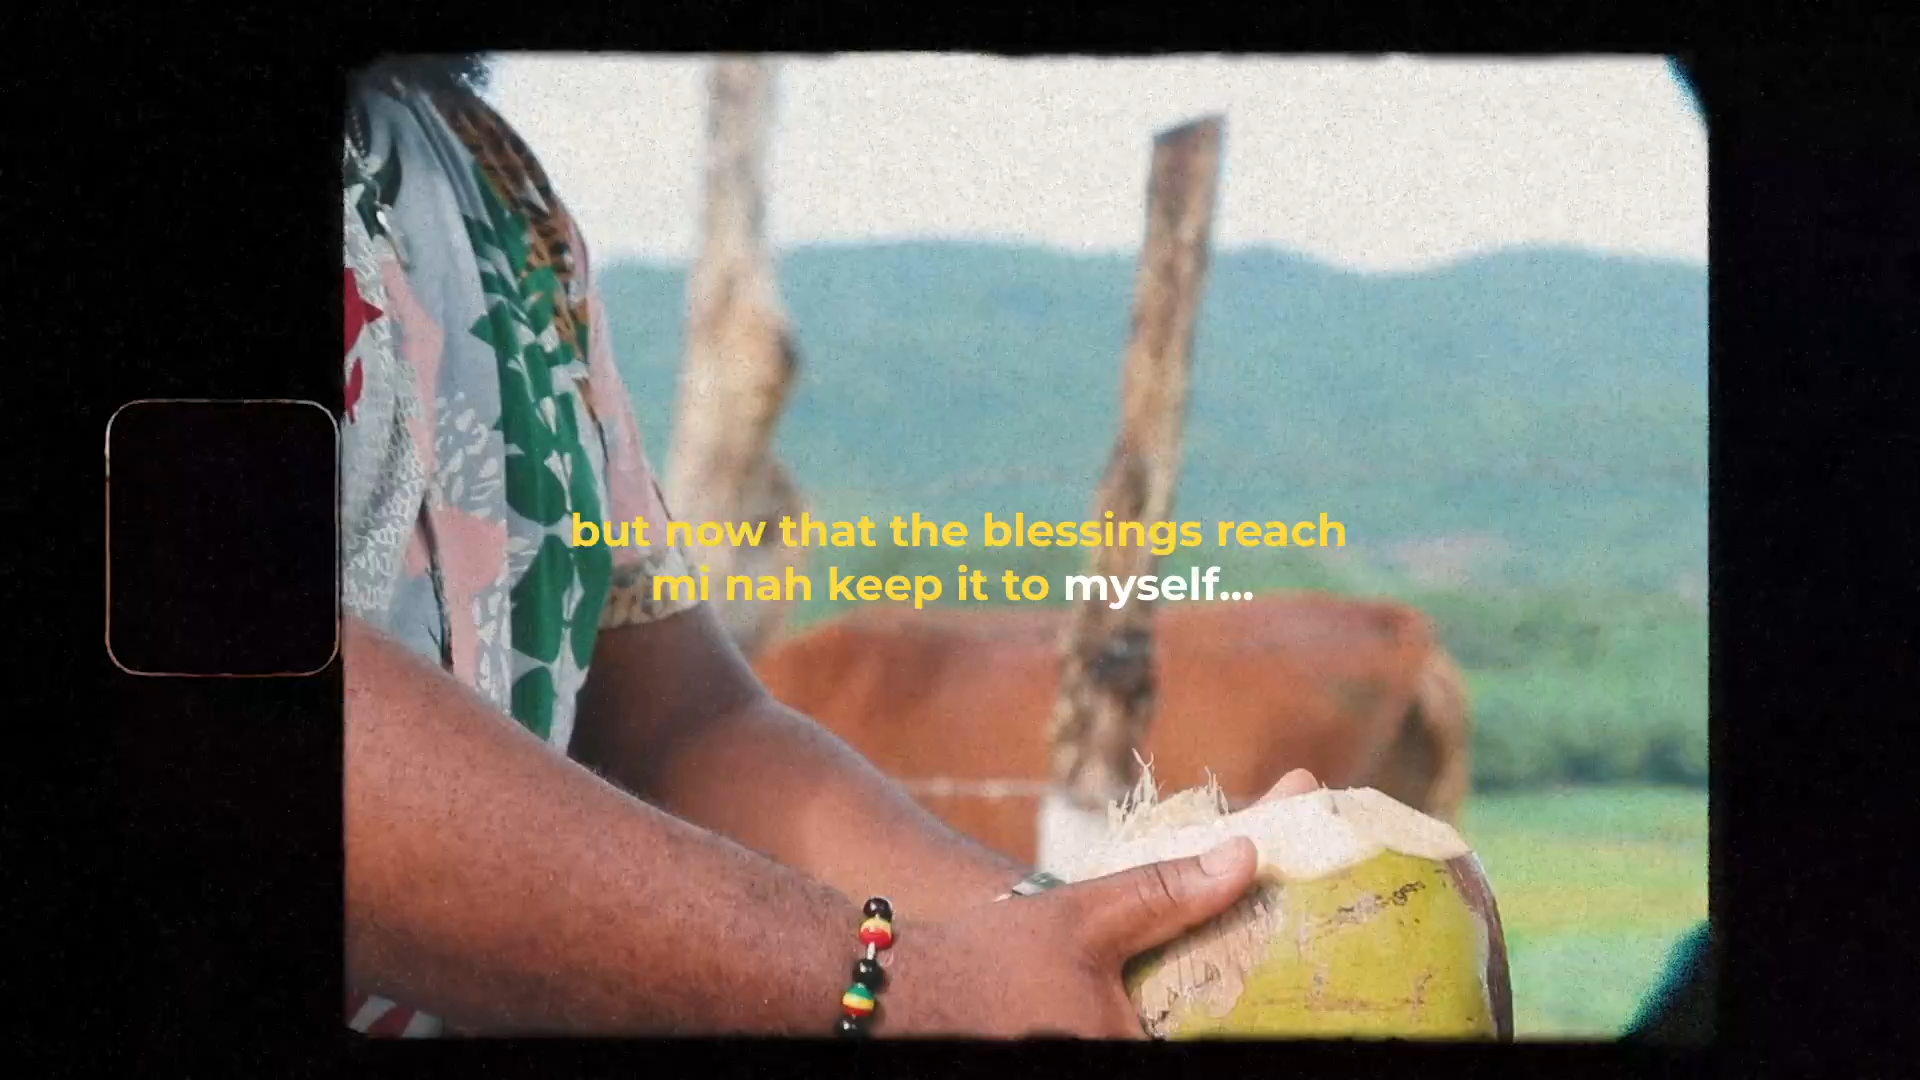 but now that the blessings reach
mi nah keep it to myself...